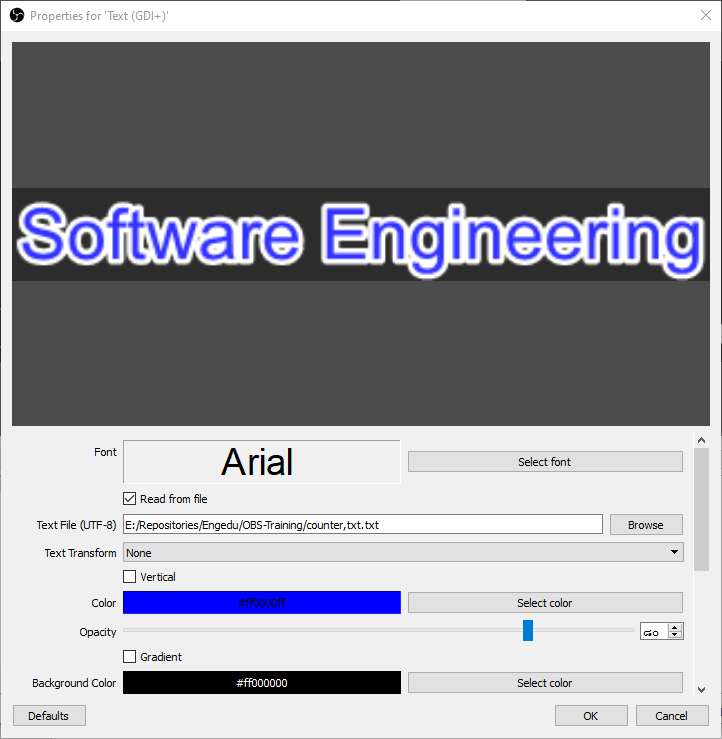 Properties for 'Text (GDI+)'
Software Engineering
Font
Arial
Select font
Read from file
Text File (UTF-8)
E:/Repositories/Engedu/OBS-Training/counter,txt.txt
Browse
Text Transform
None
Vertical
Color
#ff0000ff
Select color
Opacity
๘๐
Gradient
Background Color
#ff000000
Select color
Defaults
OK
Cancel